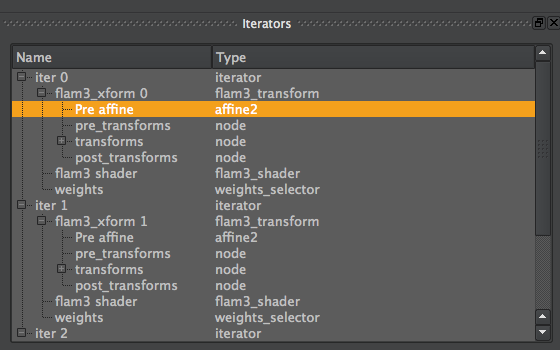 Iterators
Name Type
iter 0 iterator
flam3_xform 0 flam3_transform
Pre affine affine2
pre_transforms node
transforms node
post_transforms node
flam3 shader flam3_shader
weights weights_selector
iter 1 iterator
flam3_xform 1 flam3_transform
Pre affine affine2
pre_transforms node
transforms node
post_transforms node
flam3 shader flam3_shader
weights weights_selector
iter 2 iterator